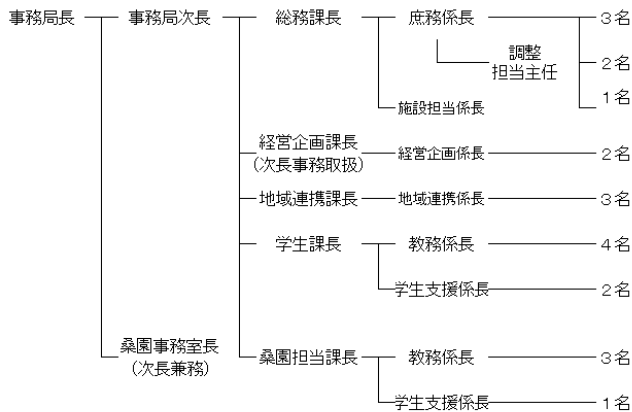 事務局長 事務局次長 総務課長 庶務係長 3名
調整
担当主任
2名
1名
施設担当係長
経営企画課長
(次長事務取扱)
経営企画係長 2名
地域連携課長 地域連携係長 3名
学生課長 教務係長 4名
学生支援係長 2名
桑園事務室長
(次長兼務)
桑園担当課長 教務係長 3名
学生支援係長 1名